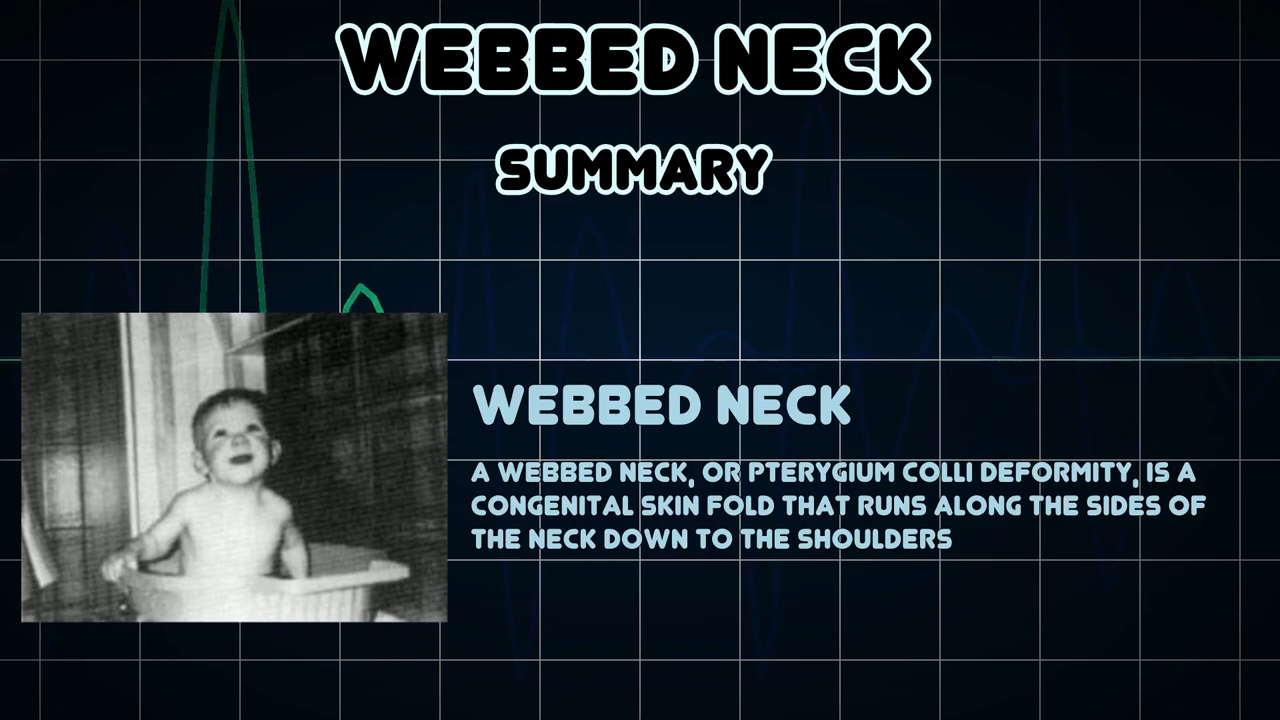 WEBBED NECK
SUMMARY
WEBBED NECK
A WEBBED NECK, OR PTERYGIUM COLLI DEFORMITY, IS A
CONGENITAL SKIN FOLD THAT RUNS ALONG THE SIDES OF
THE NECK DOWN TO THE SHOULDERS